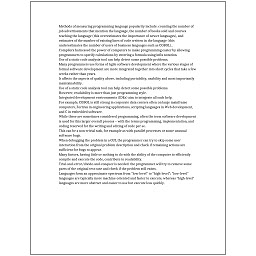 Methods of measuring programming language popularity include: counting the number of
job advertisements that mention the language, the number of books sold and courses
teaching the language (this overestimates the importance of newer languages), and
estimates of the number of existing lines of code written in the language (this
underestimates the number of users of business languages such as COBOL).
Compilers harnessed the power of computers to make programming easier by allowing
programmers to specify calculations by entering a formula using infix notation.
Use of a static code analysis tool can help detect some possible problems.
Many programmers use forms of Agile software development where the various stages of
formal software development are more integrated together into short cycles that take a few
weeks rather than years.
It affects the aspects of quality above, including portability, usability and most importantly
maintainability.
Use of a static code analysis tool can help detect some possible problems.
However, readability is more than just programming style.
Integrated development environments (IDEs) aim to integrate all such help.
For example, COBOL is still strong in corporate data centers often on large mainframe
computers, Fortran in engineering applications, scripting languages in Web development,
and C in embedded software.
While these are sometimes considered programming, often the term software development
is used for this larger overall process – with the terms programming, implementation, and
coding reserved for the writing and editing of code per se.
This can be a non-trivial task, for example as with parallel processes or some unusual
software bugs.
When debugging the problem in a GUI, the programmer can try to skip some user
interaction from the original problem description and check if remaining actions are
sufficient for bugs to appear.
Many factors, having little or nothing to do with the ability of the computer to efficiently
compile and execute the code, contribute to readability.
Trial-and-error/divide-and-conquer is needed: the programmer will try to remove some
parts of the original test case and check if the problem still exists.
Languages form an approximate spectrum from "low-level" to "high-level"; "low-level"
languages are typically more machine-oriented and faster to execute, whereas "high-level"
languages are more abstract and easier to use but execute less quickly.